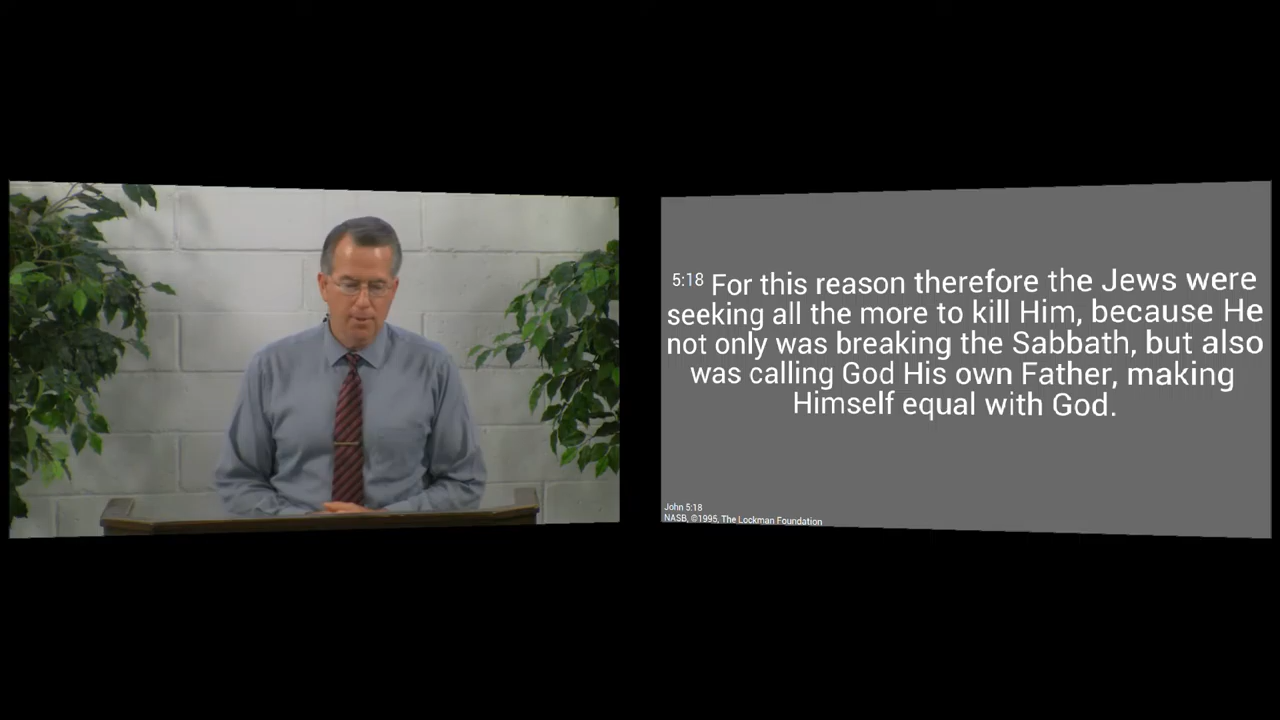 5:18 For this reason therefore the Jews were
seeking all the more to kill Him, because He
not only was breaking the Sabbath, but also
was calling God His own Father, making
Himself equal with God.
John 5:18
NASB, ©1995, The Lockman Foundation